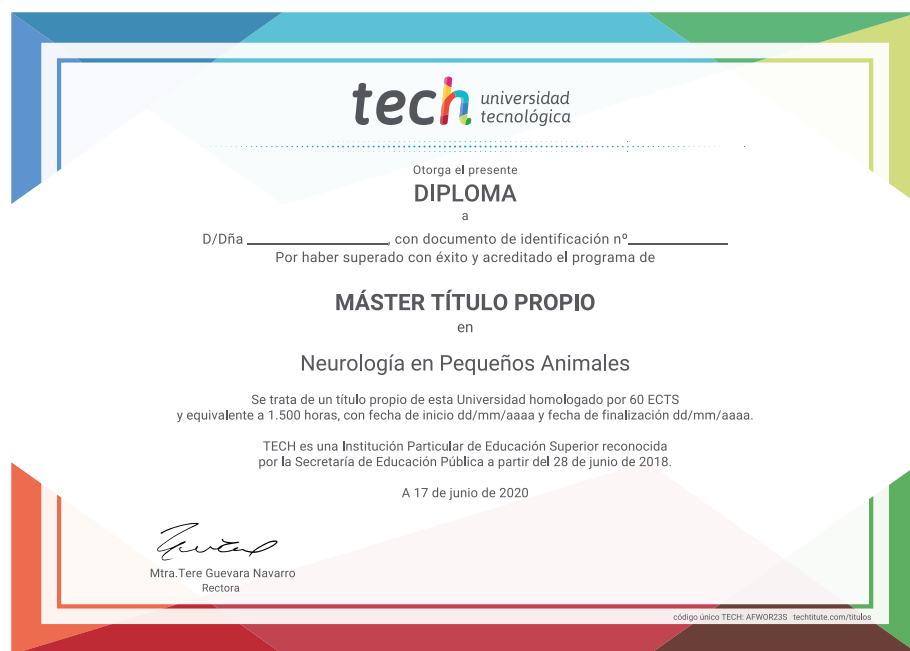 tech universidad
tecnológica
Otorga el presente
DIPLOMA
a
D/Dña ____________________, con documento de identificación nº______________
Por haber superado con éxito y acreditado el programa de
MÁSTER TÍTULO PROPIO
en
Neurología en Pequeños Animales
Se trata de un título propio de esta Universidad homologado por 60 ECTS
y equivalente a 1.500 horas, con fecha de inicio dd/mm/aaaa y fecha de finalización dd/mm/aaaa.
TECH es una Institución Particular de Educación Superior reconocida
por la Secretaría de Educación Pública a partir del 28 de junio de 2018.
A 17 de junio de 2020
Mtra.Tere Guevara Navarro
Rectora
código único TECH: AFWOR23S techtitute.com/titulos